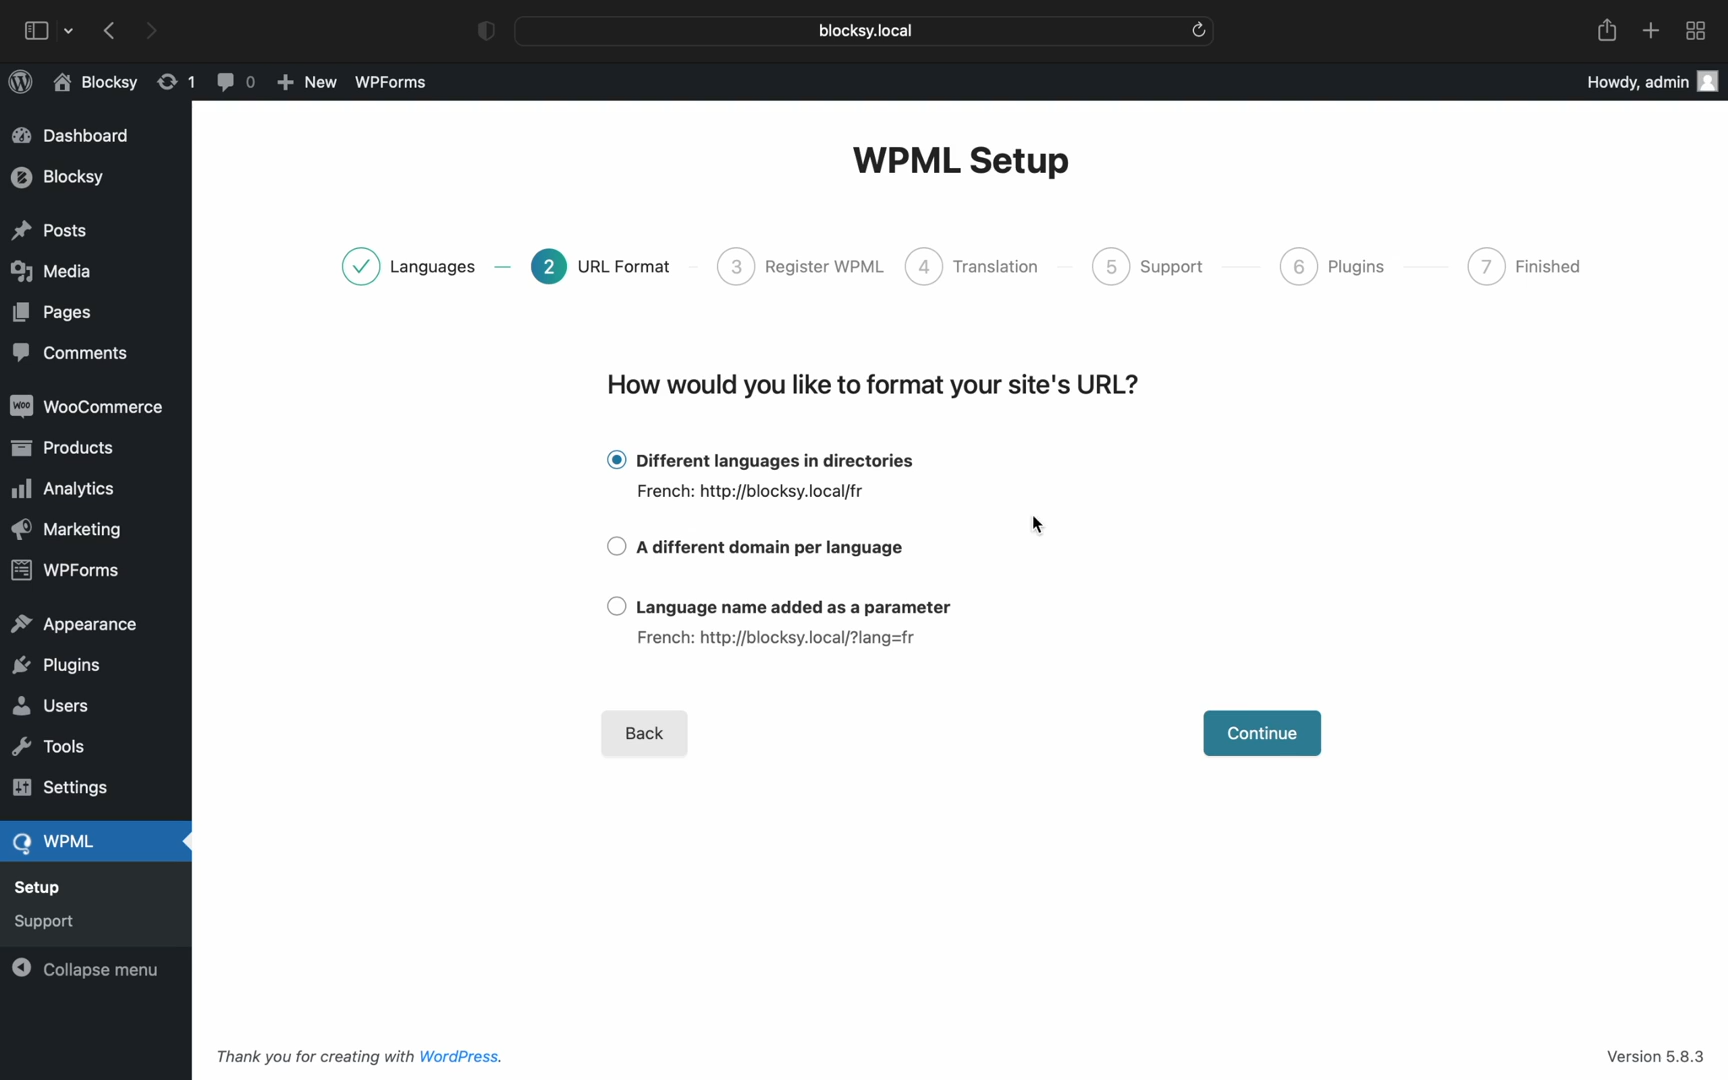 blocksy.local
Blocksy 1 0 New WPForms Howdy, admin
Dashboard
Blocksy
Posts
Media
Pages
Comments
WooCommerce
Products
Analytics
Marketing
WPForms
Appearance
Plugins
Users
Tools
Settings
WPML
Setup
Support
Collapse menu
WPML Setup
Languages 2 URL Format 3 Register WPML 4 Translation 5 Support 6 Plugins 7 Finished
How would you like to format your site's URL?
Different languages in directories
French: http://blocksy.local/fr
A different domain per language
Language name added as a parameter
French: http://blocksy.local/?lang=fr
Back Continue
Thank you for creating with WordPress. Version 5.8.3